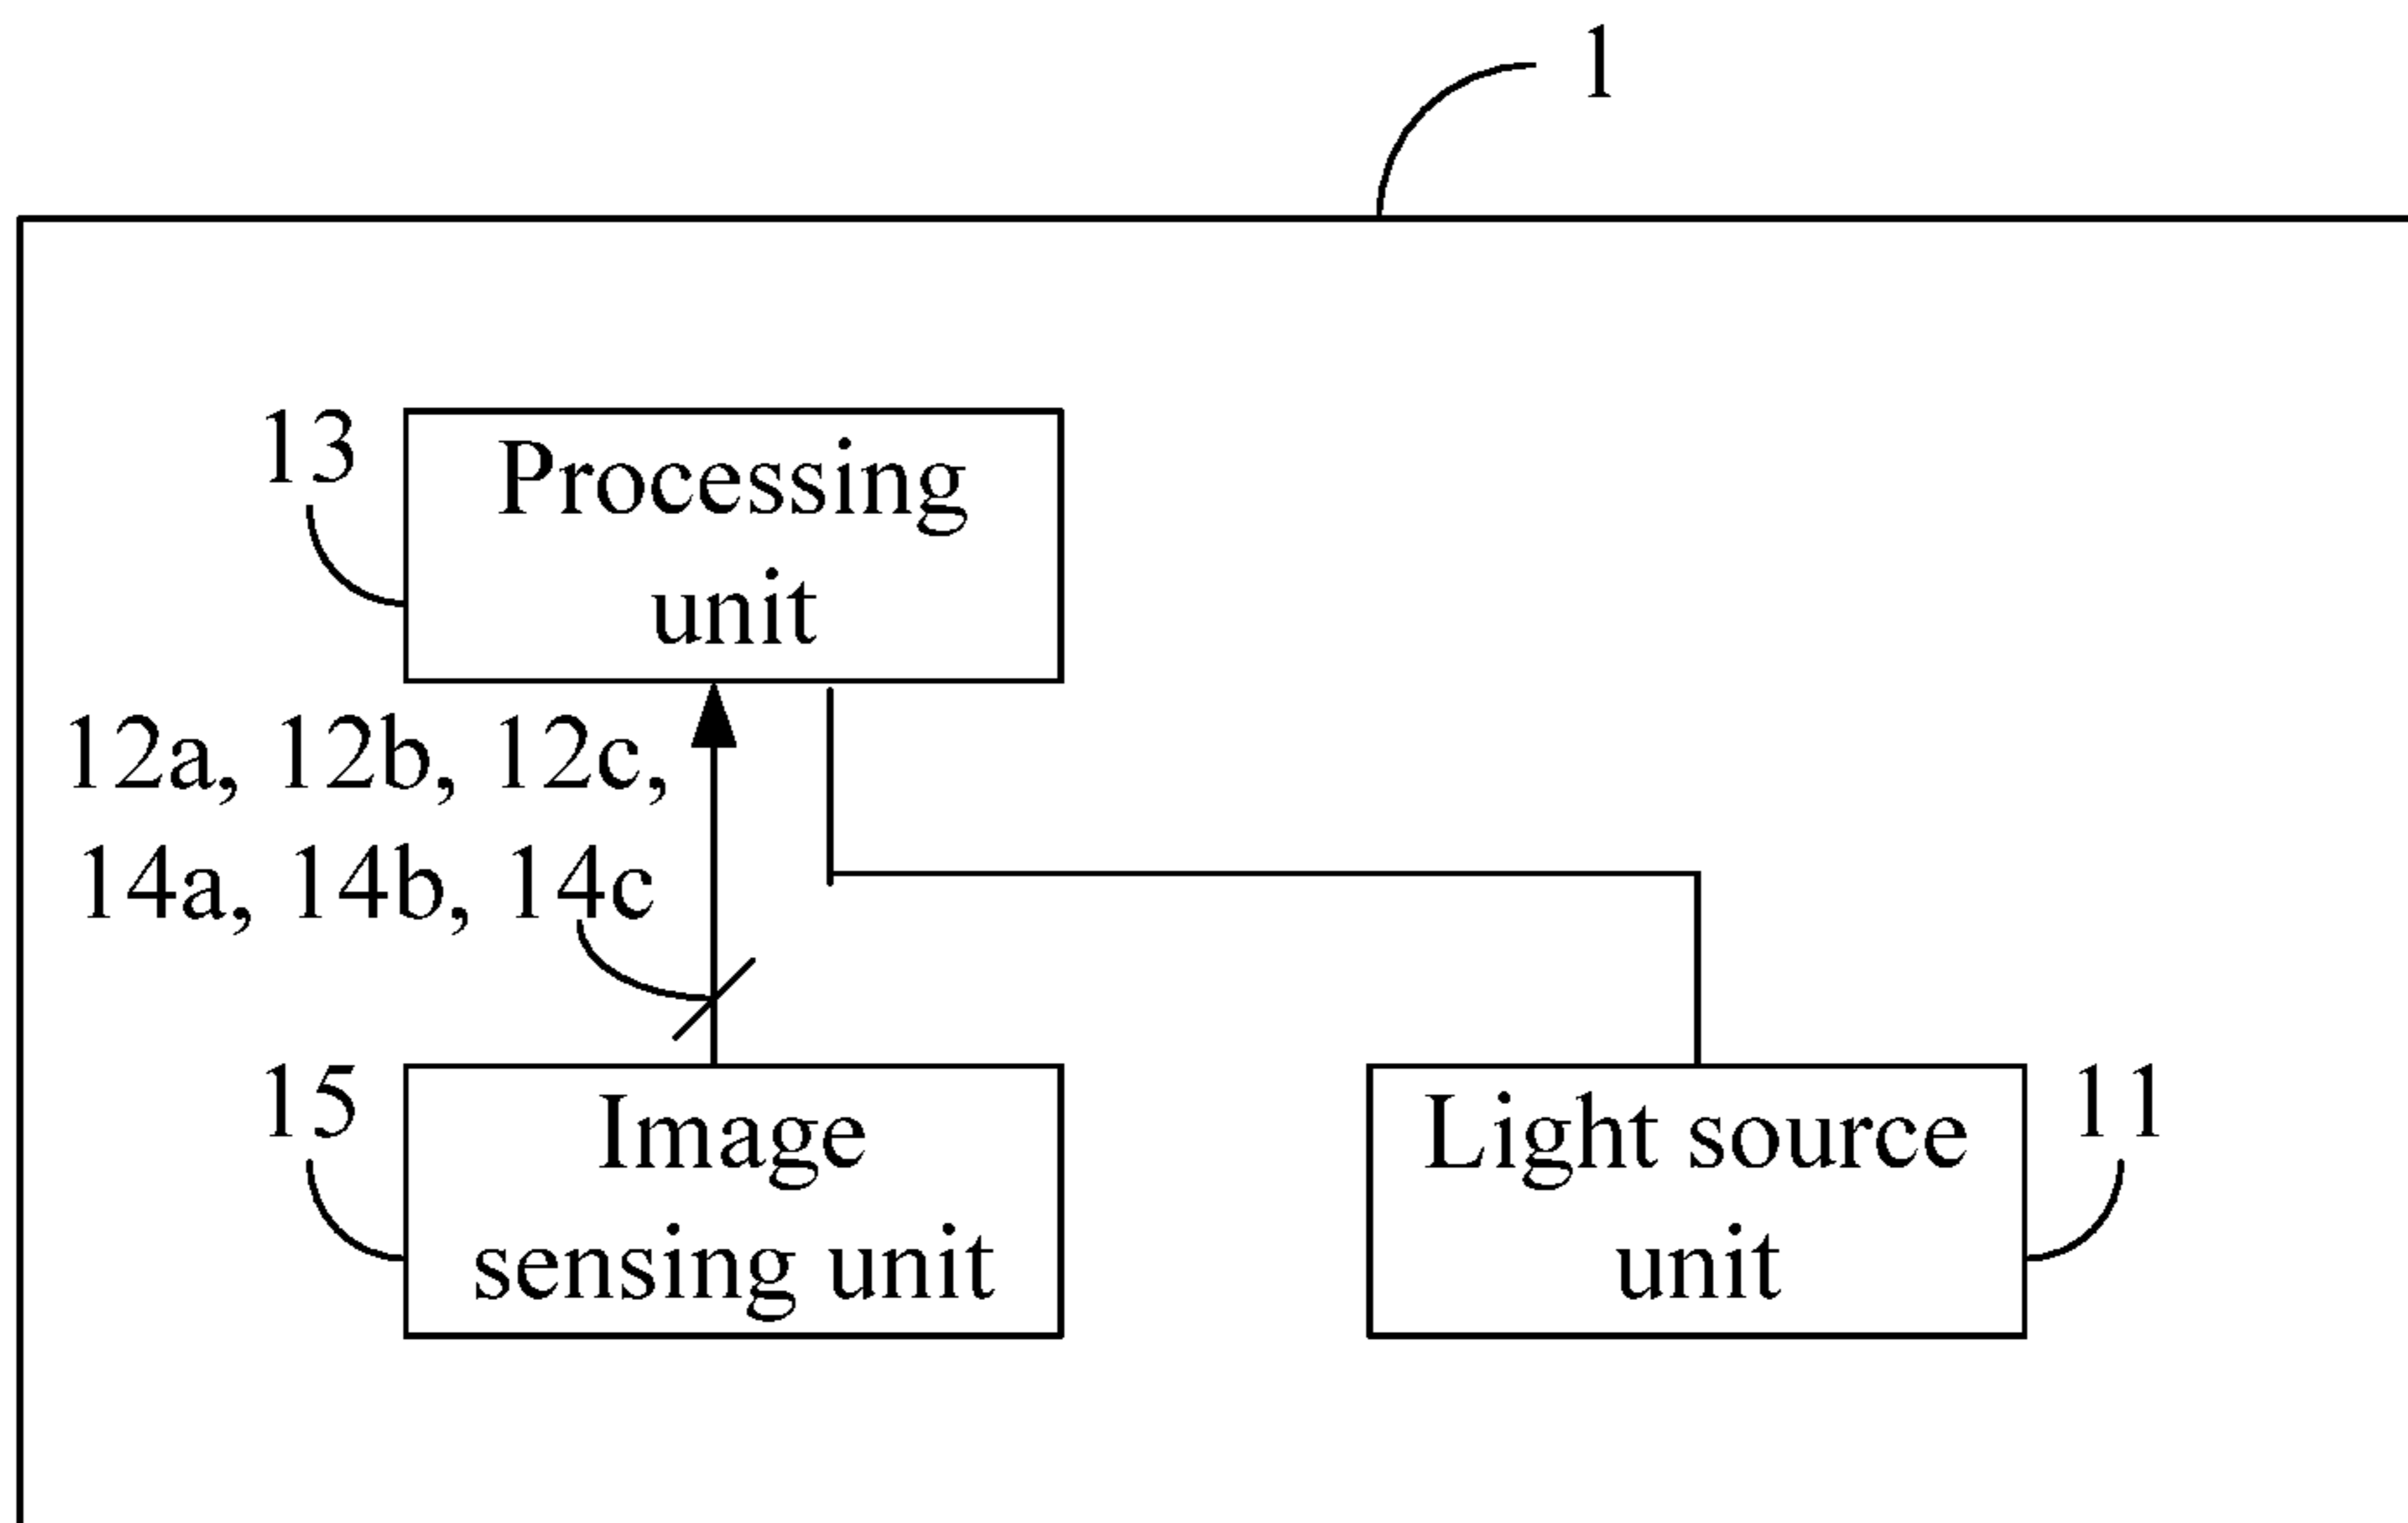 1
13
Processing
unit
12a, 12b, 12c,
14a, 14b, 14c
15
Image
sensing unit
Light source
unit
11